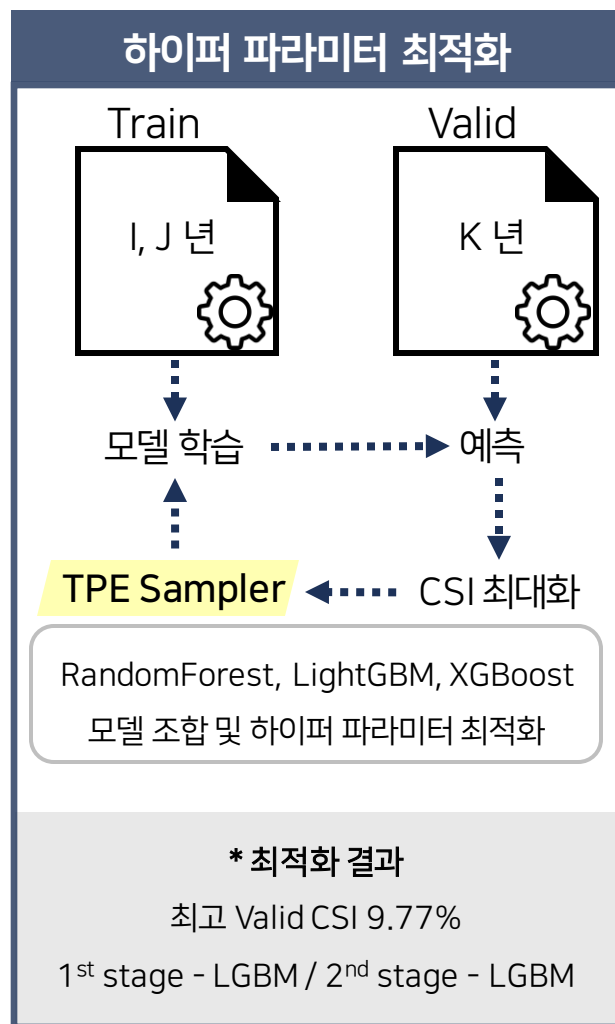 하이퍼 파라미터 최적화
Train
Valid
I, J 년
K 년
모델 학습
예측
TPE Sampler
CSI 최대화
RandomForest, LightGBM, XGBoost
모델 조합 및 하이퍼 파라미터 최적화
* 최적화 결과
최고 Valid CSI 9.77%
1st stage - LGBM / 2nd stage - LGBM